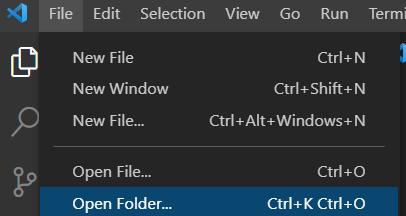 File Edit Selection View Go Run
New File Ctrl+N
New Window Ctrl+Shift+N
New File... Ctrl+Alt+Windows+N
Open File... Ctrl+O
Open Folder... Ctrl+K Ctrl+O